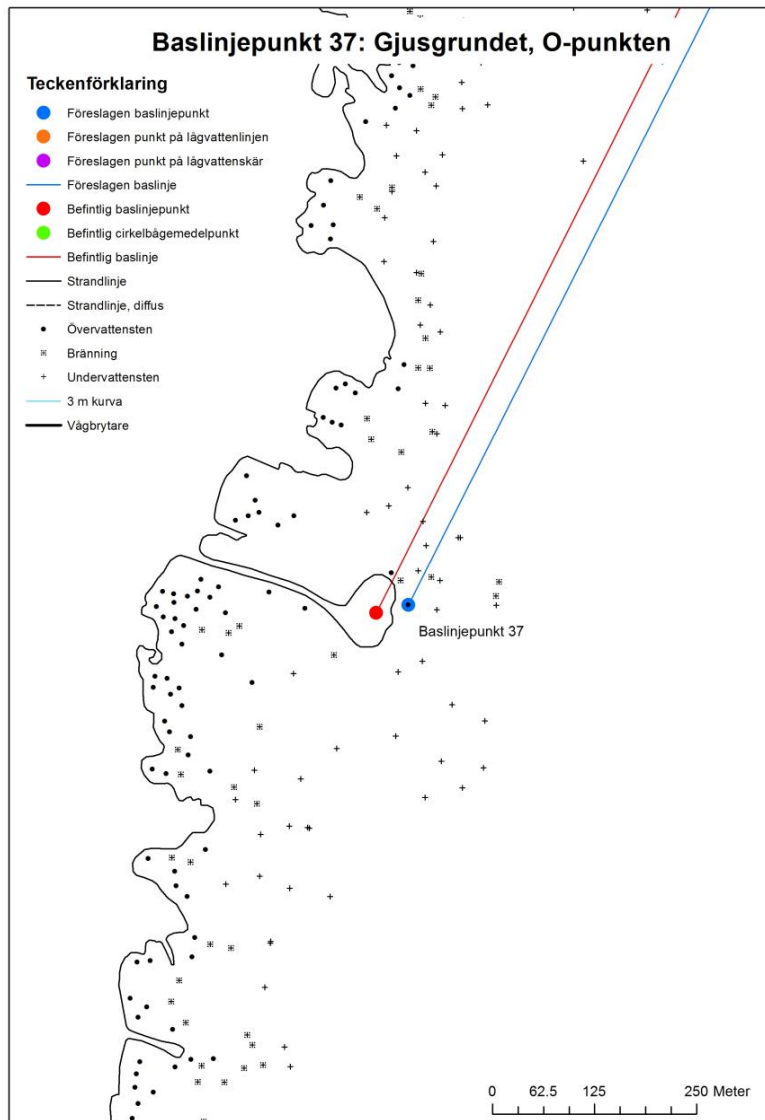 Baslinjepunkt 37: Gjusgrundet, O-punkten
Teckenförklaring
Föreslagen baslinjepunkt
Föreslagen punkt på lågvattenlinjen
Föreslagen punkt på lågvattenskär
Föreslagen baslinje
Befintlig baslinjepunkt
Befintlig cirkelbågemedelpunkt
Befintlig baslinje
Strandlinje
Strandlinje, diffus
Övervattensten
Bränning
Undervattensten
3 m kurva
Vågbrytare
Baslinjepunkt 37
0 62.5 125 250 Meter